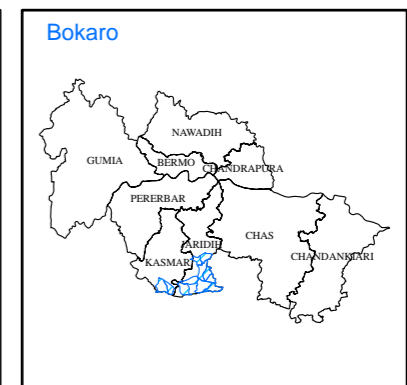 Bokaro
NAWADIH
GUMIA
BERMO
CHANDRAPURA
PERERBAR
JARIDIH
CHAS
KASMAR
CHANDANKIARI